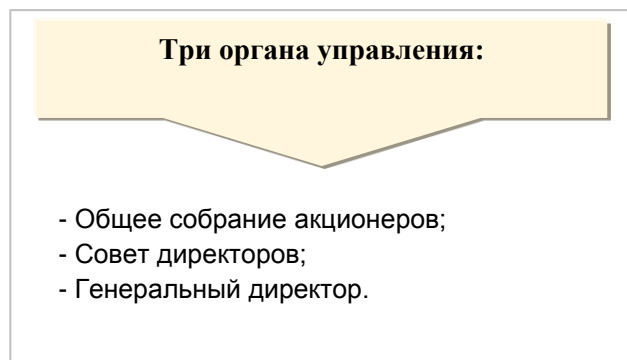 Три органа управления:
- Общее собрание акционеров;
- Совет директоров;
- Генеральный директор.